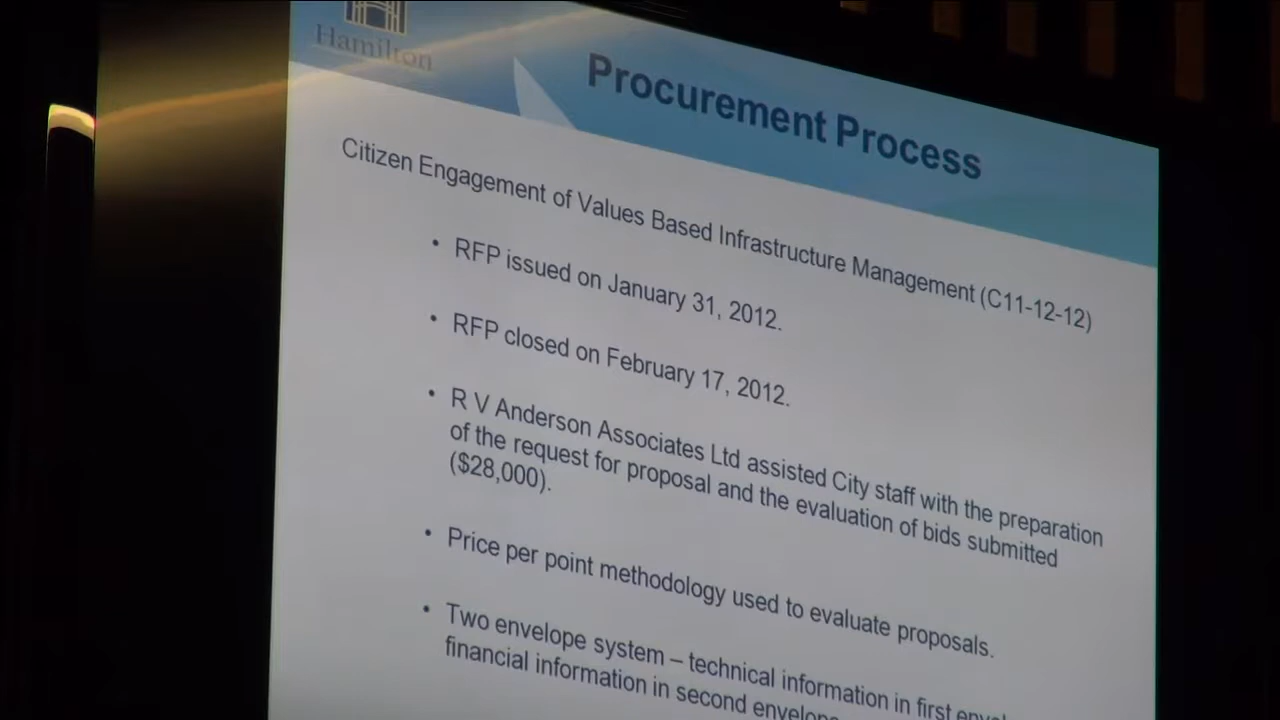 Hamilton
Procurement Process
Citizen Engagement of Values Based Infrastructure Management (C11-12-12)
• RFP issued on January 31, 2012.
• RFP closed on February 17, 2012.
• R V Anderson Associates Ltd assisted City staff with the preparation
of the request for proposal and the evaluation of bids submitted
($28,000).
• Price per point methodology used to evaluate proposals.
• Two envelope system – technical information in first
financial information in second